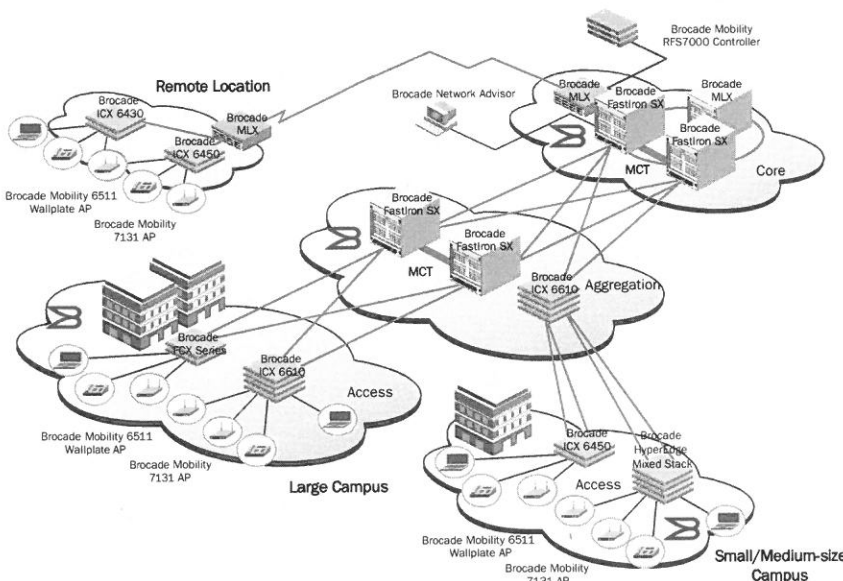 Brocade Mobility
RFS7000 Controller
Remote Location
Brocade
ICX 6430
Brocade
MLX
Brocade
ICX 6450
Brocade Mobility 6511
Wallplate AP
Brocade Mobility
7131 AP
Brocade Network Advisor
Brocade
MLX
Brocade
FastIron SX
Brocade
MLX
Brocade
FastIron SX
MCT
Core
Brocade
FastIron SX
Brocade
FastIron SX
MCT
Brocade
ICX 6610
Aggregation
Brocade
FCX Series
Brocade
ICX 6610
Access
Brocade Mobility 6511
Wallplate AP
Brocade Mobility
7131 AP
Large Campus
Brocade
ICX 6450
Brocade
HyperEdge
Mixed Stack
Access
Brocade Mobility 6511
Wallplate AP
Brocade Mobility
7131 AP
Small/Medium-size
Campus